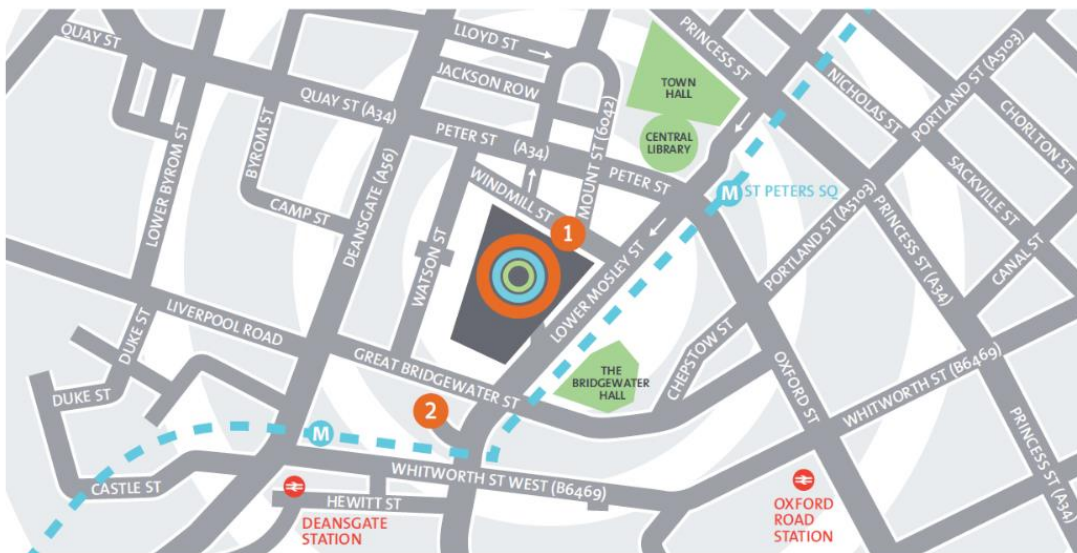 QUAY ST
LLOYD ST
JACKSON ROW
TOWN
HALL
PRINCESS ST
NICHOLAS ST
PORTLAND ST (A5103)
CHORLTON ST
QUAY ST (A34)
PETER ST (A34)
MOUNT ST (6042)
CENTRAL
LIBRARY
SACKVILLE ST
LOWER BYROM ST
BYROM ST
CAMP ST
DEANSGATE (A56)
WINDMILL ST
PETER ST
M ST PETERS SQ
PORTLAND ST (A5103)
PRINCESS ST (A34)
CANAL ST
1
WATSON ST
LOWER MOSLEY ST
LIVERPOOL ROAD
DUKE ST
GREAT BRIDGEWATER ST
THE
BRIDGEWATER
HALL
CHEPSTOW ST
OXFORD ST
WHITWORTH ST (B6469)
DUKE ST
2
M
PRINCESS ST (A34)
CASTLE ST
WHITWORTH ST WEST (B6469)
HEWITT ST
DEANSGATE
STATION
OXFORD
ROAD
STATION